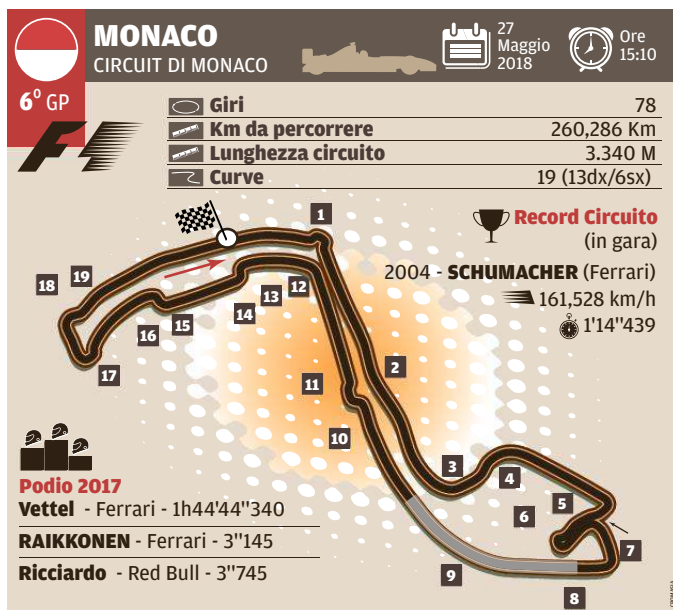 MONACO
CIRCUIT DI MONACO
27
Maggio
2018
Ore
15:10
6° GP
F1
Giri 78
Km da percorrere 260,286 Km
Lunghezza circuito 3.340 M
Curve 19 (13dx/6sx)
Record Circuito
(in gara)
2004 - SCHUMACHER (Ferrari)
161,528 km/h
1'14"439
1
2
3
4
5
6
7
8
9
10
11
12
13
14
15
16
17
18
19
Podio 2017
Vettel - Ferrari - 1h44'44"340
RAIKKONEN - Ferrari - 3"145
Ricciardo - Red Bull - 3"745